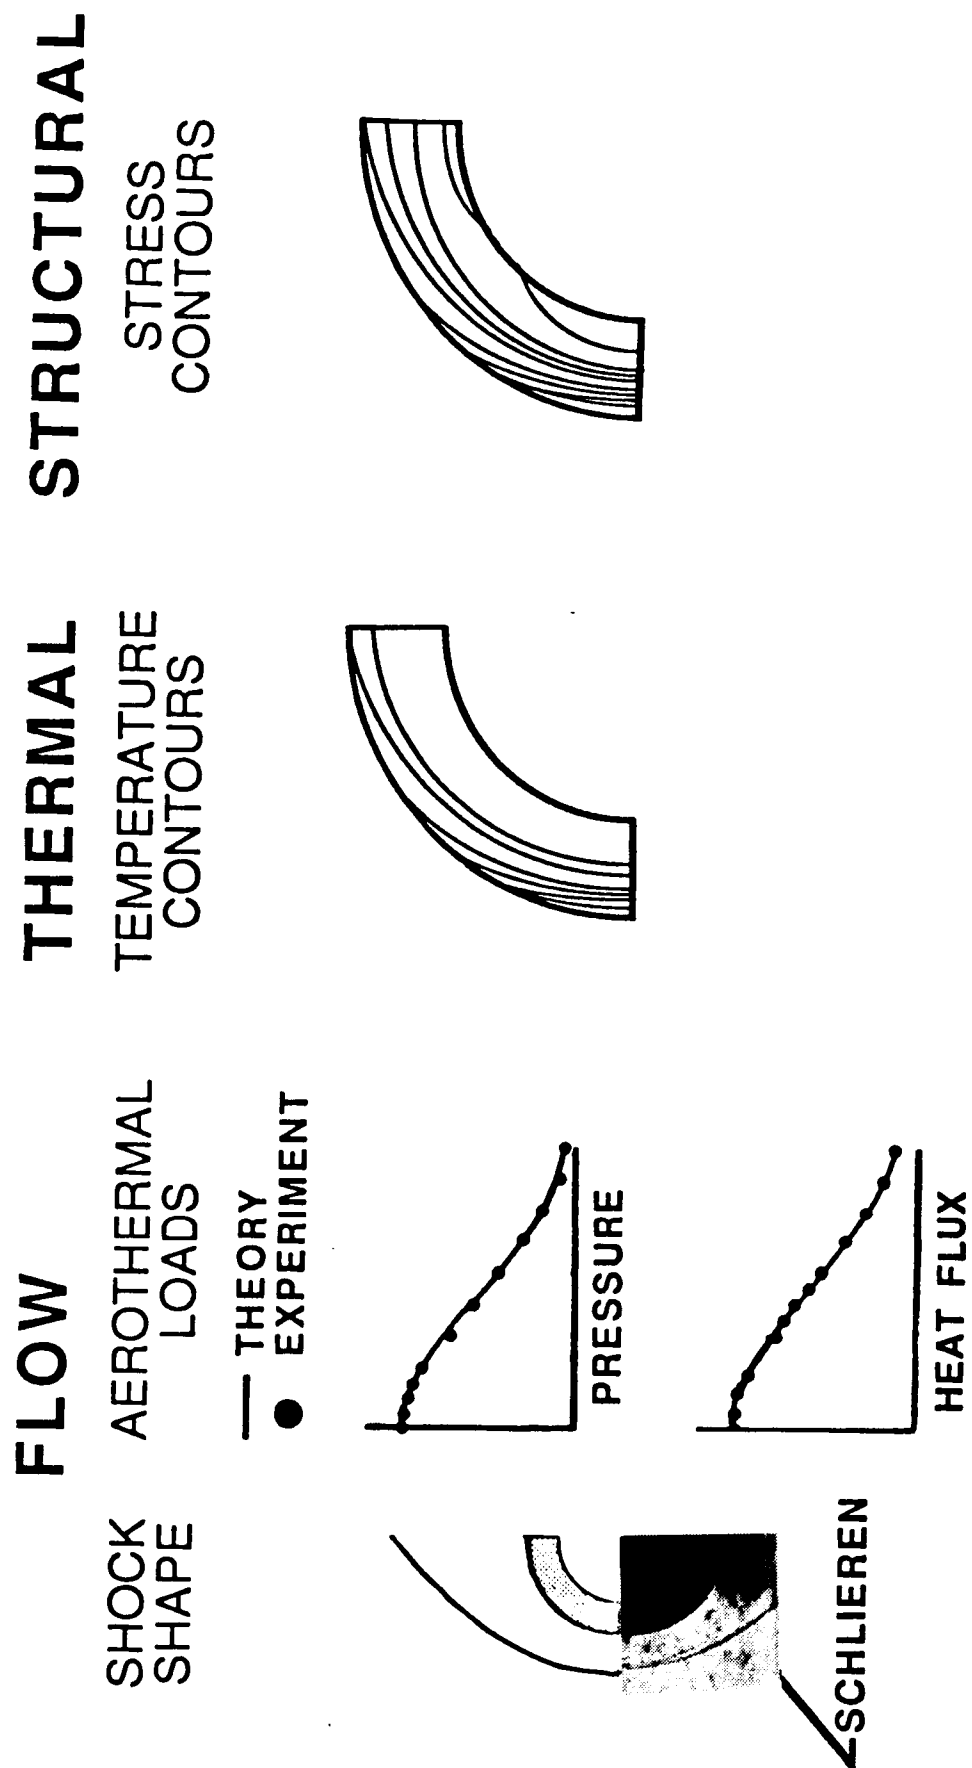 FLOW
THERMAL
STRUCTURAL
SHOCK
SHAPE
AEROTHERMAL
LOADS
TEMPERATURE
CONTOURS
STRESS
CONTOURS
THEORY
EXPERIMENT
PRESSURE
HEAT FLUX
SCHLIEREN